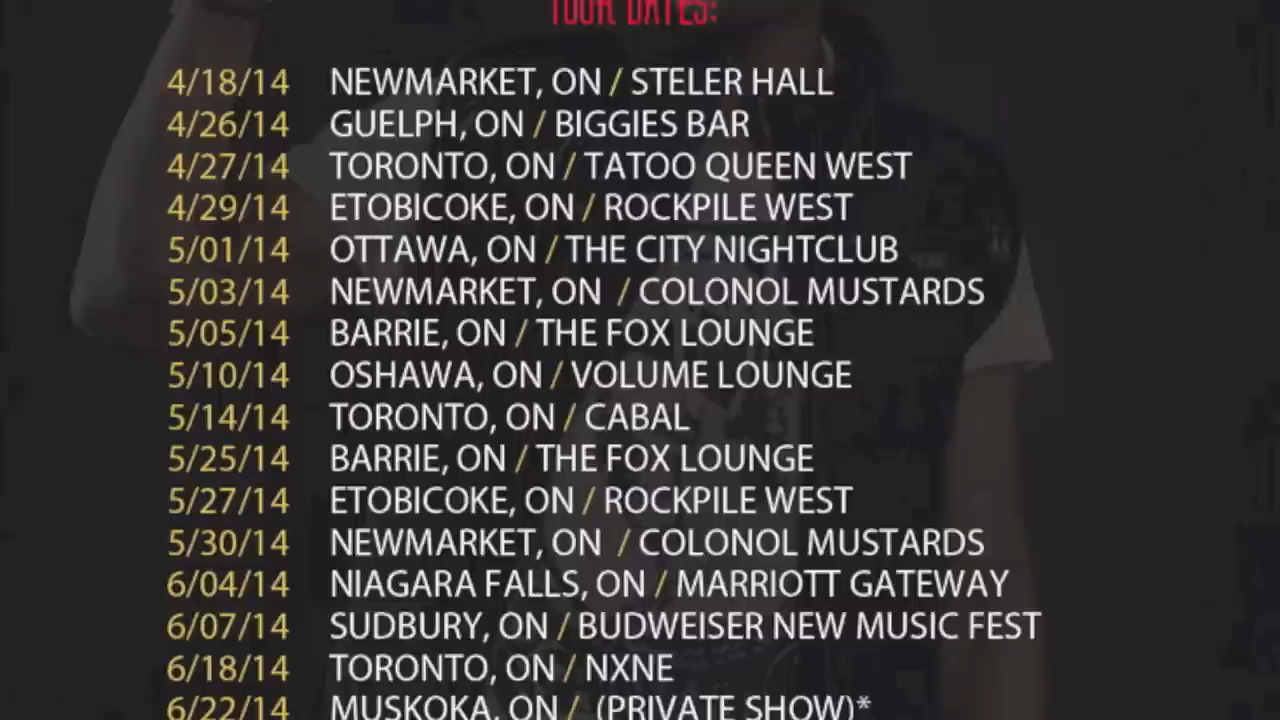 TOUR DATES:
4/18/14 NEWMARKET, ON / STELER HALL
4/26/14 GUELPH, ON / BIGGIES BAR
4/27/14 TORONTO, ON / TATOO QUEEN WEST
4/29/14 ETOBICOKE, ON / ROCKPILE WEST
5/01/14 OTTAWA, ON / THE CITY NIGHTCLUB
5/03/14 NEWMARKET, ON / COLONOL MUSTARDS
5/05/14 BARRIE, ON / THE FOX LOUNGE
5/10/14 OSHAWA, ON / VOLUME LOUNGE
5/14/14 TORONTO, ON / CABAL
5/25/14 BARRIE, ON / THE FOX LOUNGE
5/27/14 ETOBICOKE, ON / ROCKPILE WEST
5/30/14 NEWMARKET, ON / COLONOL MUSTARDS
6/04/14 NIAGARA FALLS, ON / MARRIOTT GATEWAY
6/07/14 SUDBURY, ON / BUDWEISER NEW MUSIC FEST
6/18/14 TORONTO, ON / NXNE
6/22/14 MUSKOKA, ON / (PRIVATE SHOW)*